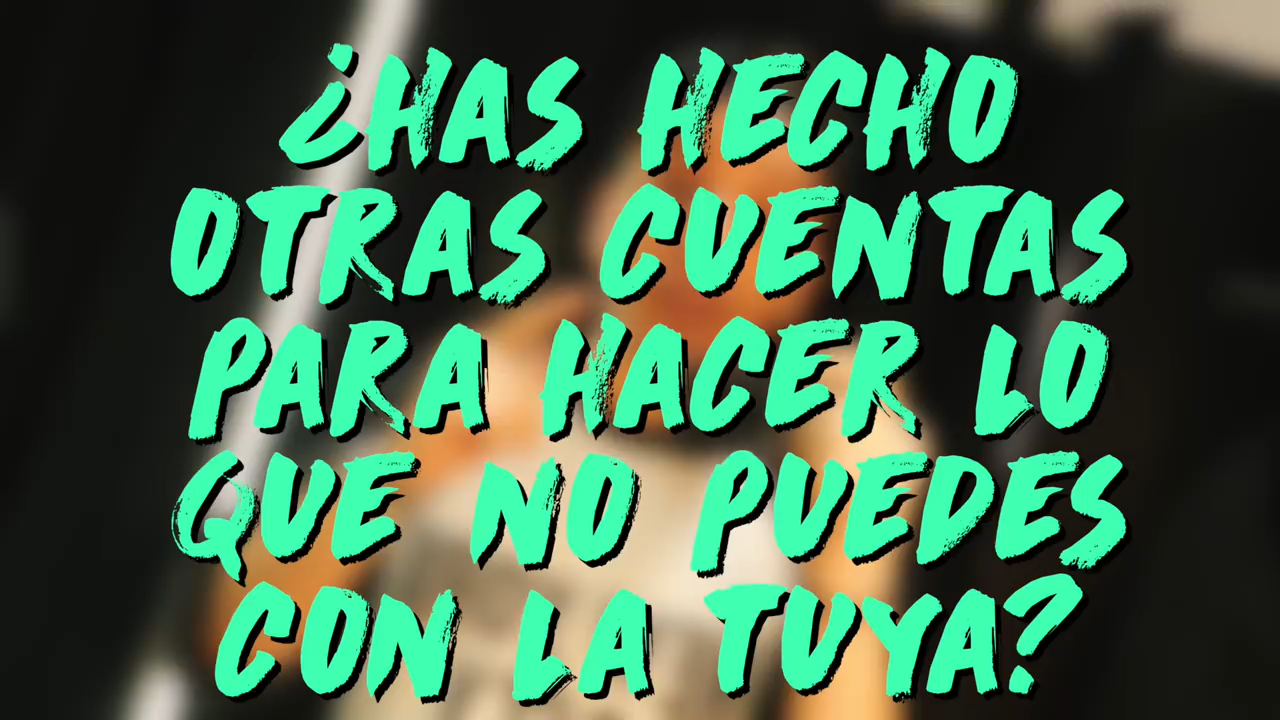 ¿HAS HECHO
OTRAS CUENTAS
PARA HACER LO
QUE NO PUEDES
CON LA TUYA?